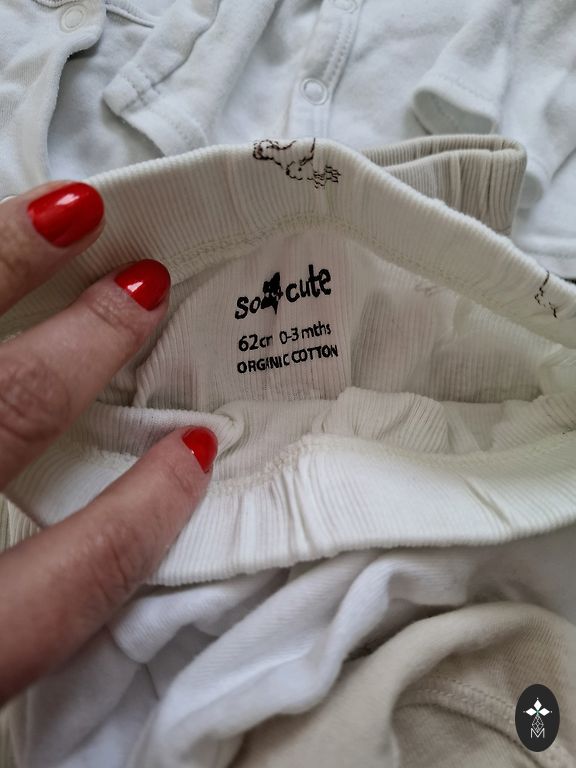 so cute
62cm 0-3 mths
ORGANIC COTTON
M